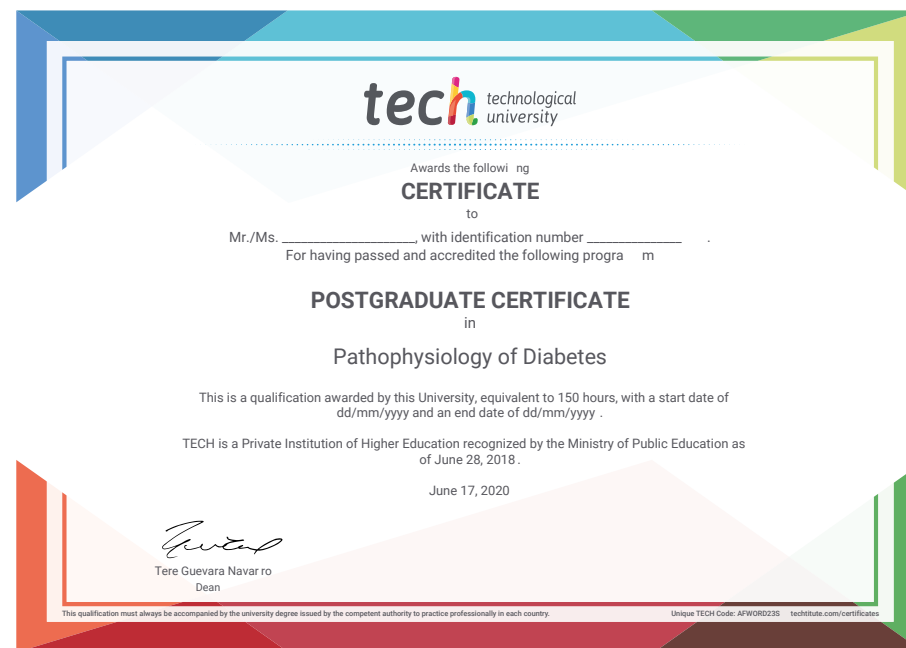 tech technological
university
Awards the followi ng
CERTIFICATE
to
Mr./Ms. ____________________, with identification number ______________ .
For having passed and accredited the following progra m
POSTGRADUATE CERTIFICATE
in
Pathophysiology of Diabetes
This is a qualification awarded by this University, equivalent to 150 hours, with a start date of
dd/mm/yyyy and an end date of dd/mm/yyyy .
TECH is a Private Institution of Higher Education recognized by the Ministry of Public Education as
of June 28, 2018 .
June 17, 2020
Tere Guevara Navar ro
Dean
This qualification must always be accompanied by the university degree issued by the competent authority to practice professionally in each country.
Unique TECH Code: AFWORD23S techtitute.com/certificates